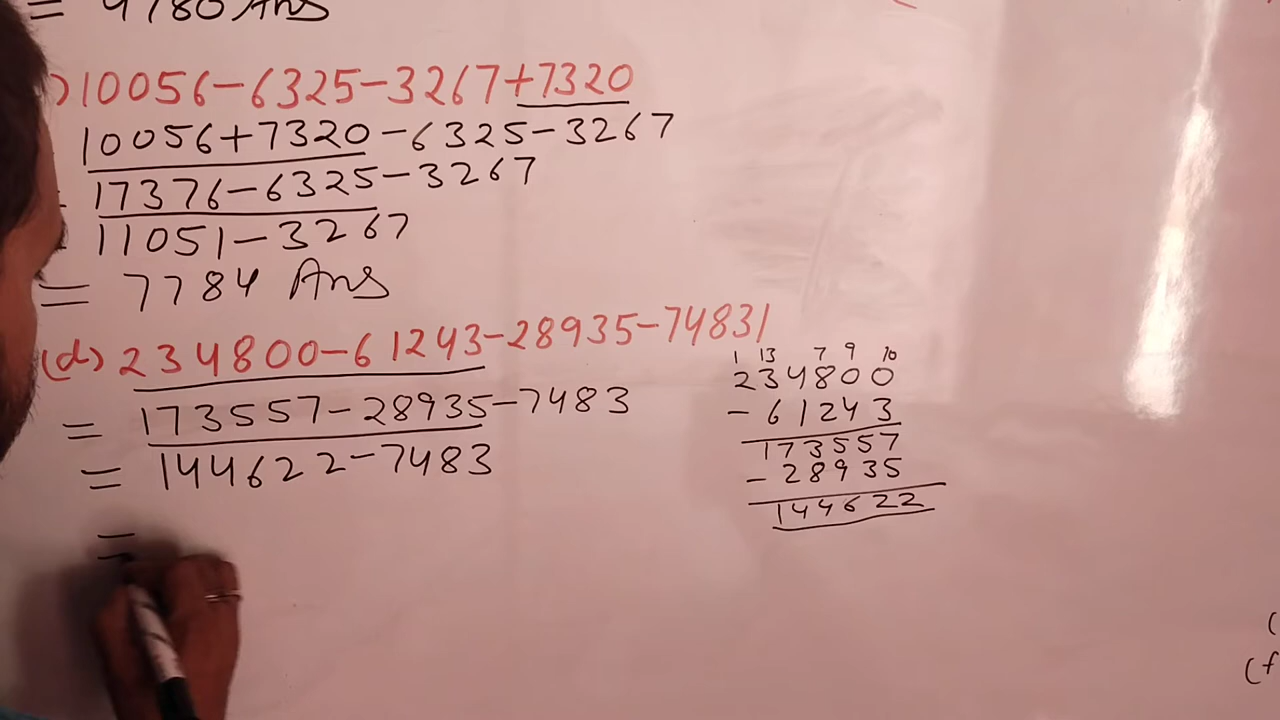 = 9780 Ans
) 10056-6325-3267+7320
10056+7320-6325-3267
= 17376-6325-3267
= 11051-3267
= 7784 Ans
(d) 234800-61243-28935-74831
= 173557-28935-7483
= 144622-7483
=
1 13 7 9 10
234800
- 61243
173557
- 28935
144622
(
(f